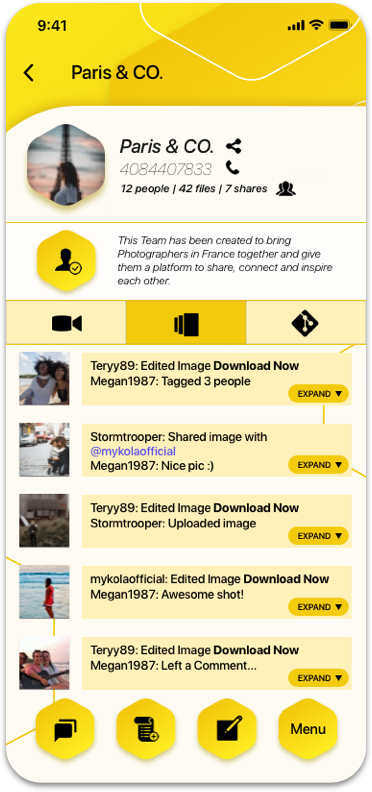 9:41
Paris & CO.
Paris & CO.
4084407833
12 people | 42 files | 7 shares
This Team has been created to bring
Photographers in France together and give
them a platform to share, connect and inspire
each other.
Teryy89: Edited Image Download Now
Megan1987: Tagged 3 people
EXPAND ▼
Stormtrooper: Shared image with
@mykolaofficial
Megan1987: Nice pic :)
EXPAND ▼
Teryy89: Edited Image Download Now
Stormtrooper: Uploaded image
EXPAND ▼
mykolaofficial: Edited Image Download Now
Megan1987: Awesome shot!
EXPAND ▼
Teryy89: Edited Image Download Now
Megan1987: Left a Comment...
EXPAND ▼
Menu